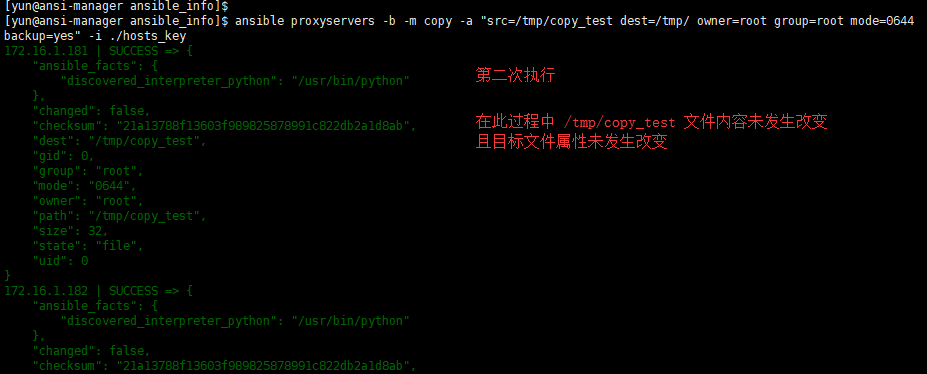 [yun@ansi-manager ansible_info]$
[yun@ansi-manager ansible_info]$ ansible proxyservers -b -m copy -a "src=/tmp/copy_test dest=/tmp/ owner=root group=root mode=0644
backup=yes" -i ./hosts_key
172.16.1.181 | SUCCESS => {
    "ansible_facts": {
        "discovered_interpreter_python": "/usr/bin/python"
    },
    "changed": false,
    "checksum": "21a13788f13603f989825878991c822db2a1d8ab",
    "dest": "/tmp/copy_test",
    "gid": 0,
    "group": "root",
    "mode": "0644",
    "owner": "root",
    "path": "/tmp/copy_test",
    "size": 32,
    "state": "file",
    "uid": 0
}
172.16.1.182 | SUCCESS => {
    "ansible_facts": {
        "discovered_interpreter_python": "/usr/bin/python"
    },
    "changed": false,
    "checksum": "21a13788f13603f989825878991c822db2a1d8ab",
第二次执行
在此过程中 /tmp/copy_test 文件内容未发生改变
且目标文件属性未发生改变